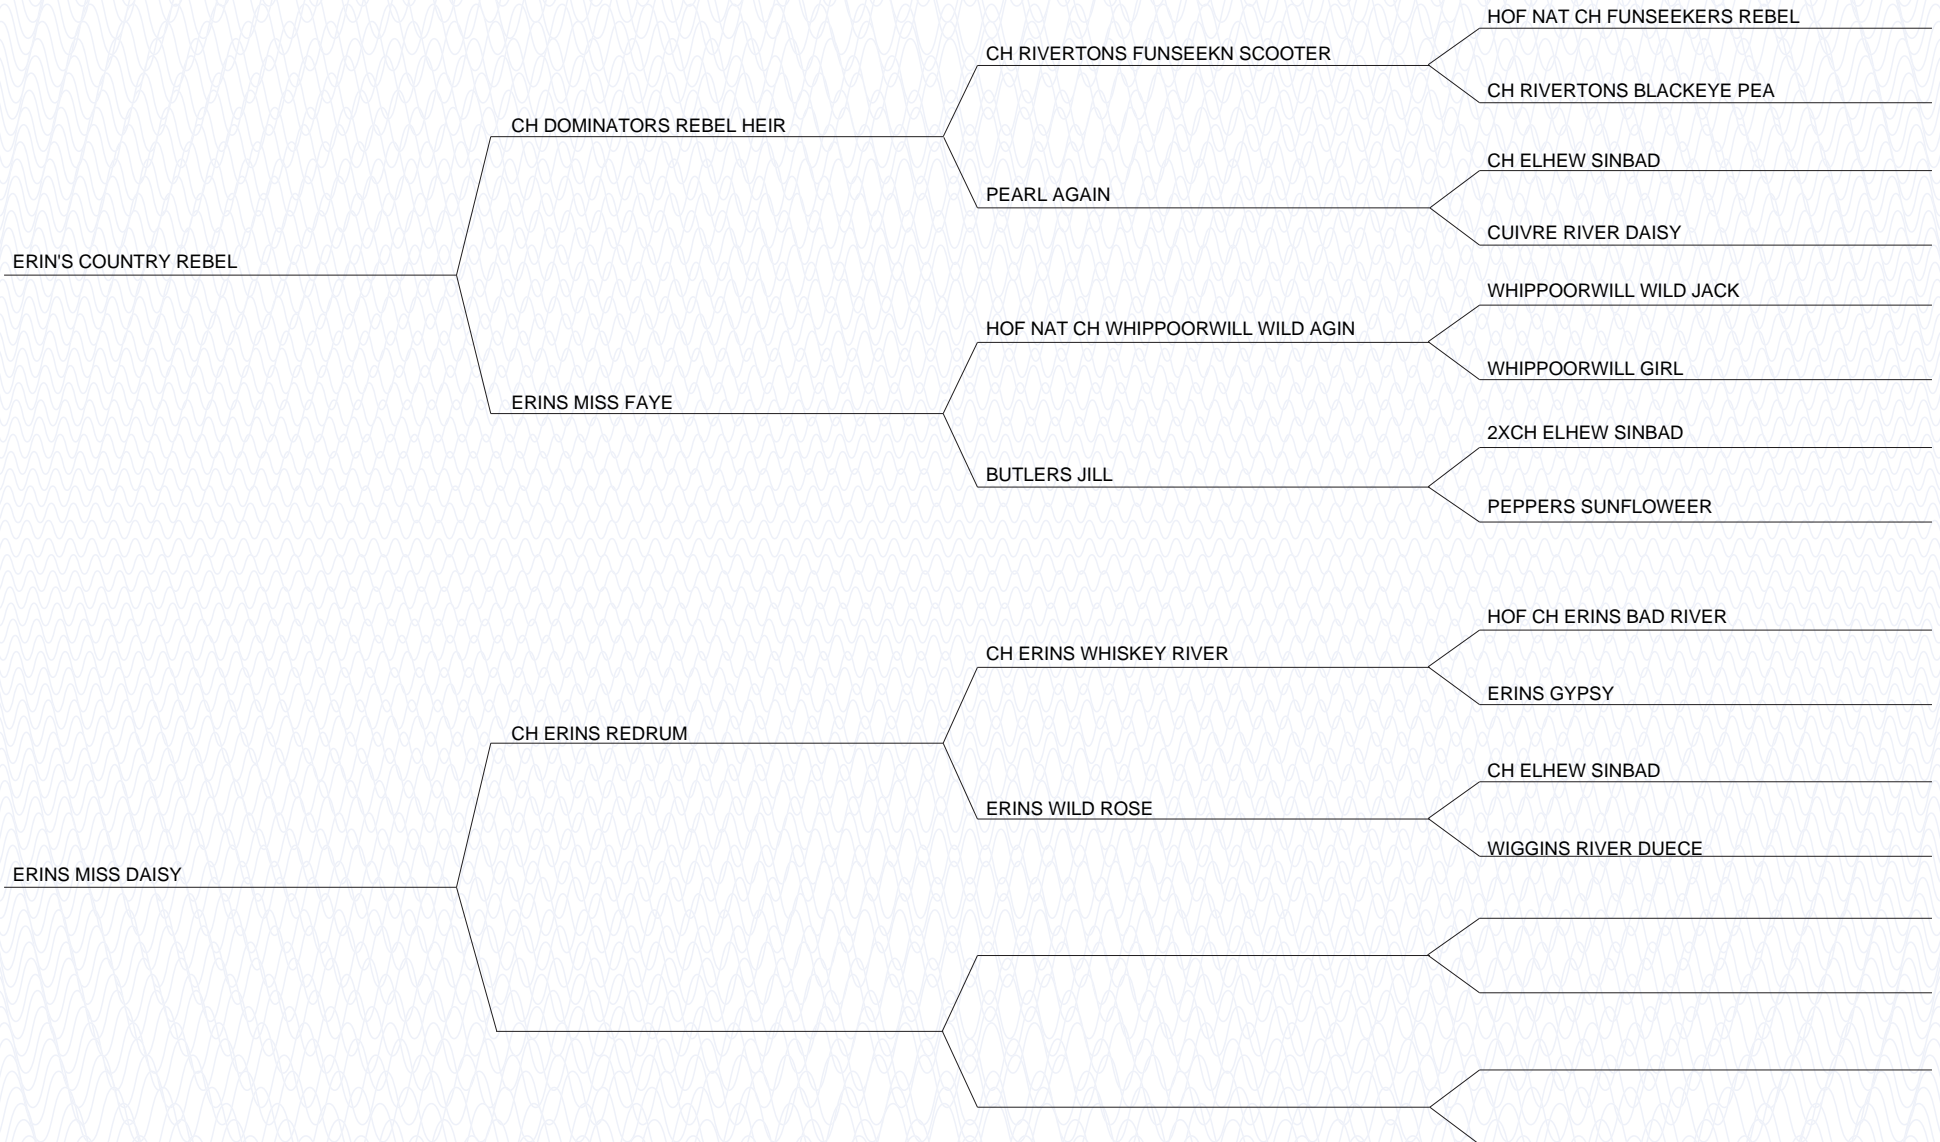 HOF NAT CH FUNSEEKERS REBEL
CH RIVERTONS FUNSEEKN SCOOTER
CH RIVERTONS BLACKEYE PEA
CH DOMINATORS REBEL HEIR
CH ELHEW SINBAD
PEARL AGAIN
CUIVRE RIVER DAISY
ERIN'S COUNTRY REBEL
WHIPPOORWILL WILD JACK
HOF NAT CH WHIPPOORWILL WILD AGIN
WHIPPOORWILL GIRL
ERINS MISS FAYE
2XCH ELHEW SINBAD
BUTLERS JILL
PEPPERS SUNFLOWEER
HOF CH ERINS BAD RIVER
CH ERINS WHISKEY RIVER
ERINS GYPSY
CH ERINS REDRUM
CH ELHEW SINBAD
ERINS WILD ROSE
WIGGINS RIVER DUECE
ERINS MISS DAISY